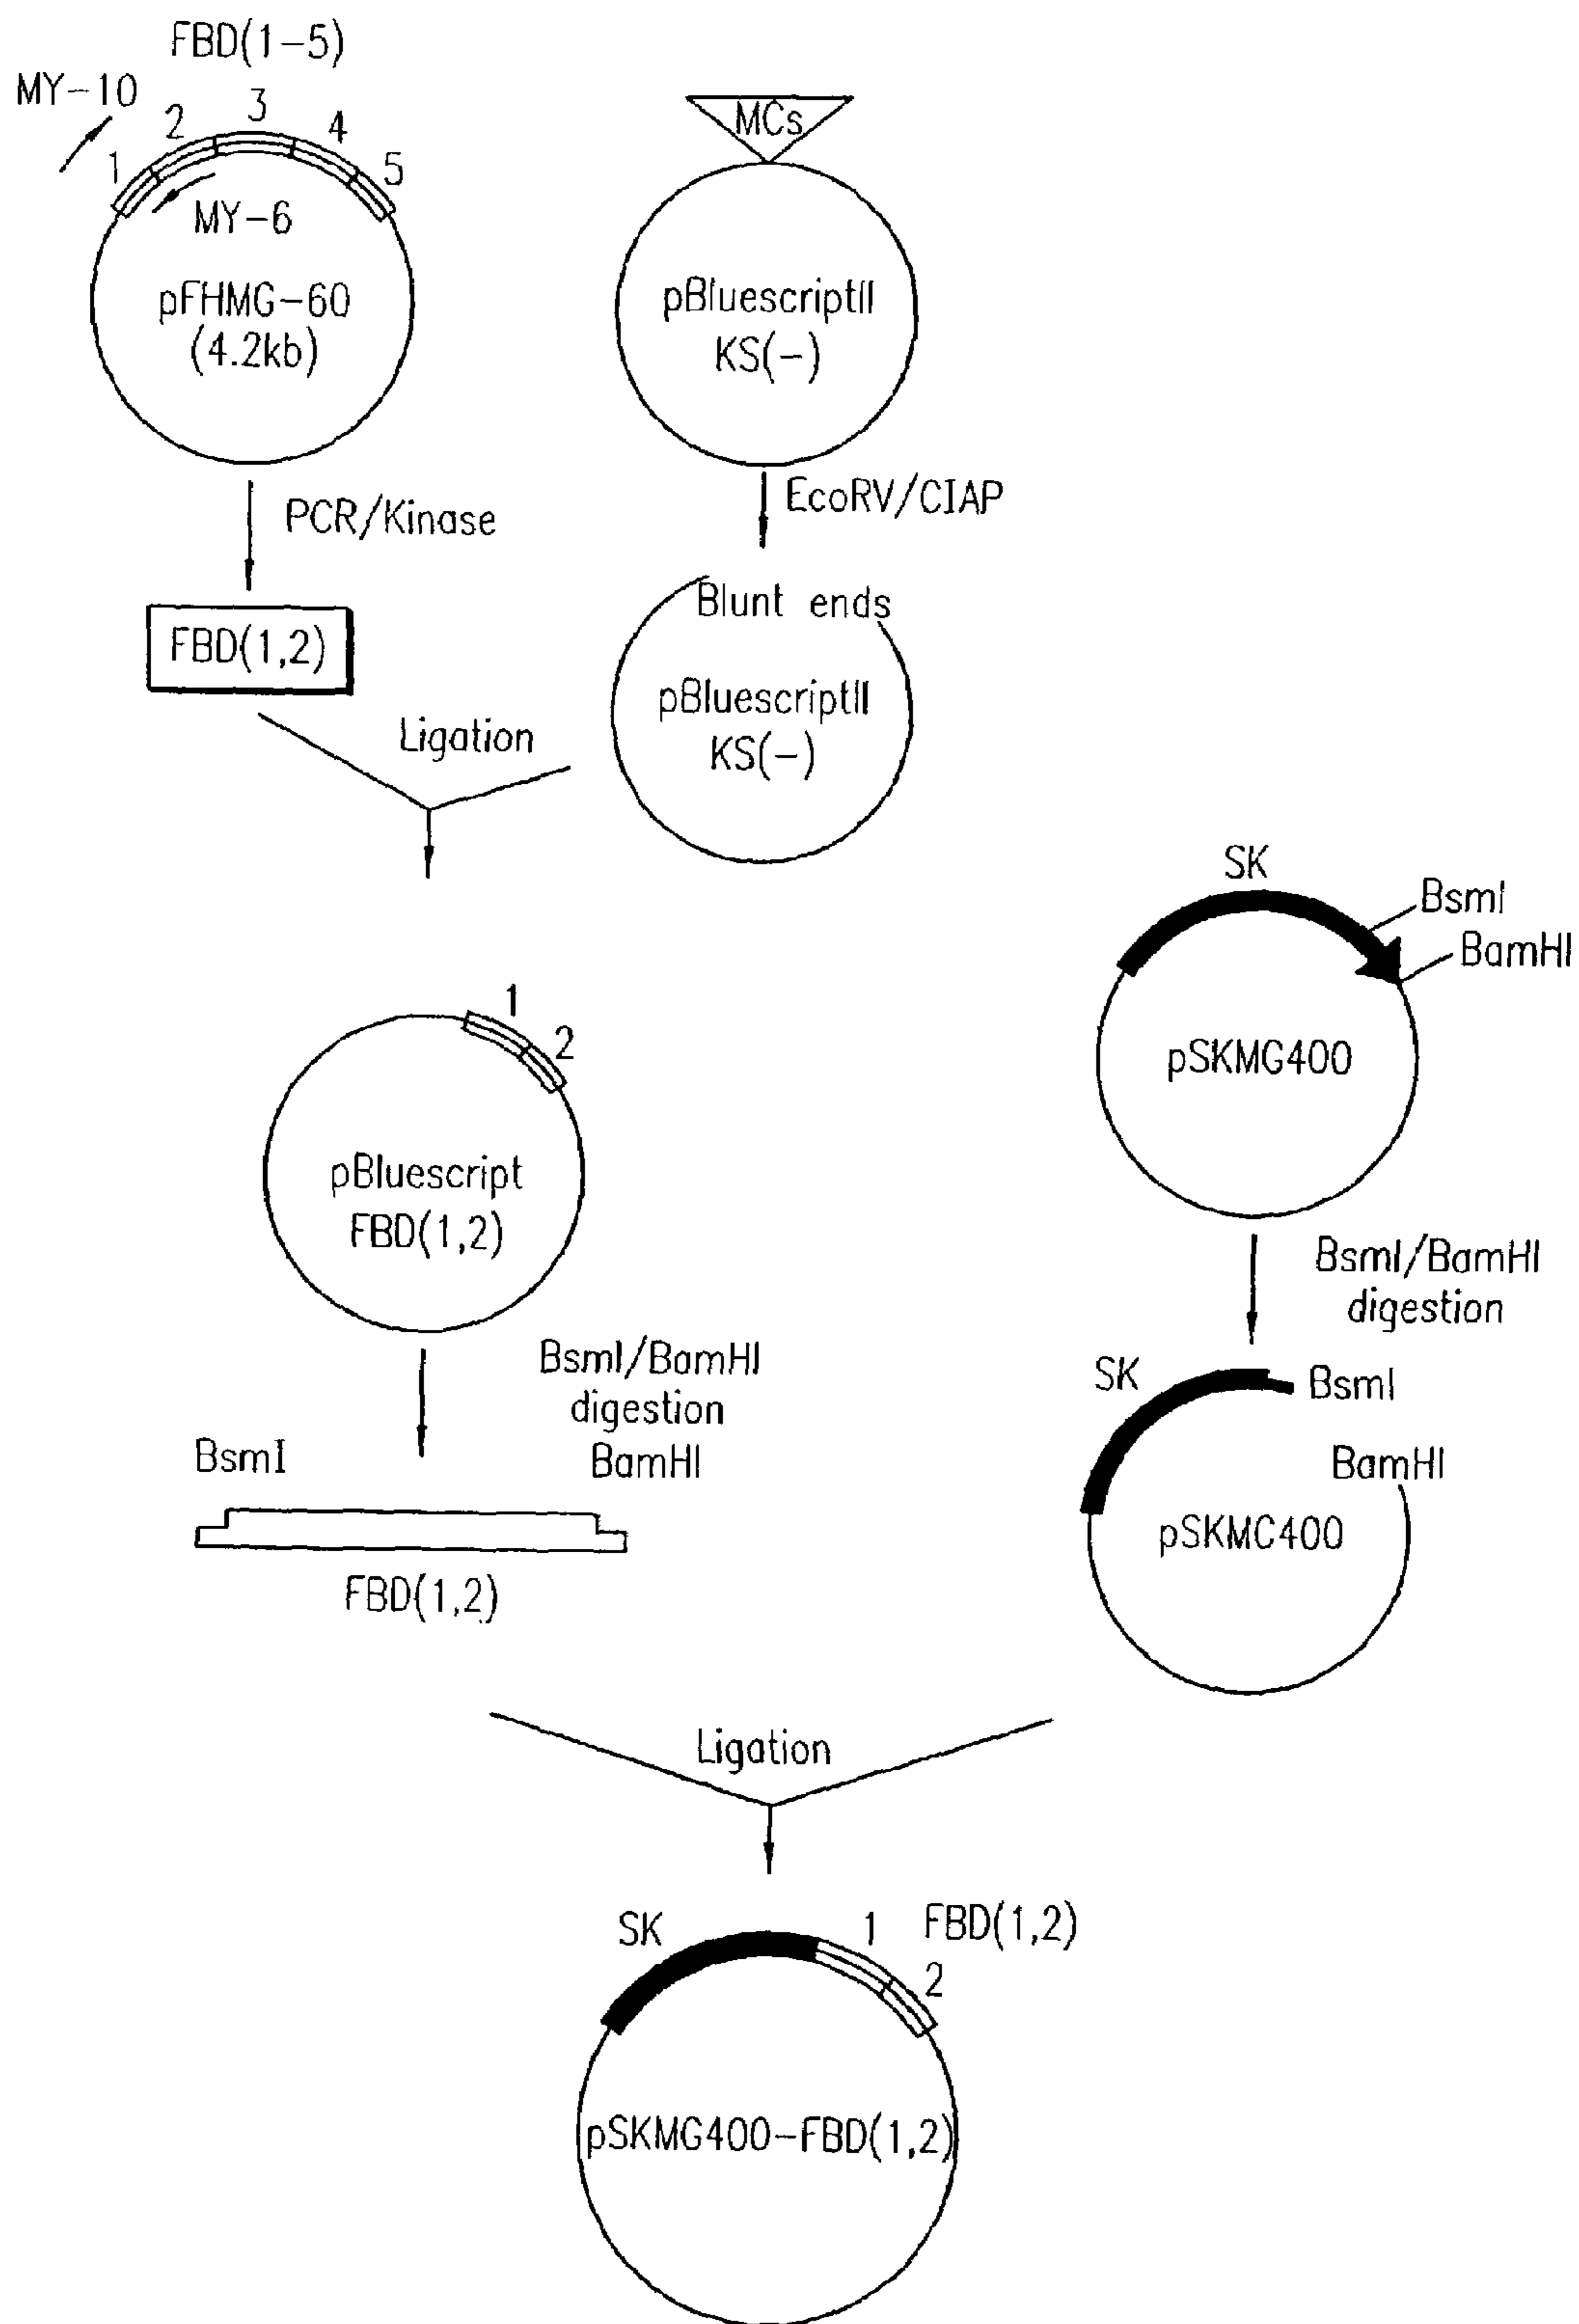 FBD(1-5)
MY-10
1
2
3
4
5
MY-6
pFHMG-60
(4.2kb)
MCs
pBluescriptII
KS(-)
PCR/Kinase
EcoRV/CIAP
FBD(1,2)
Blunt ends
pBluescriptII
KS(-)
Ligation
SK
BsmI
BamHI
pSKMG400
1
2
pBluescript
FBD(1,2)
BsmI/BamHI
digestion
BsmI/BamHI
digestion
BsmI
BamHI
FBD(1,2)
SK
BsmI
BamHI
pSKMC400
Ligation
SK
1
FBD(1,2)
2
pSKMG400-FBD(1,2)